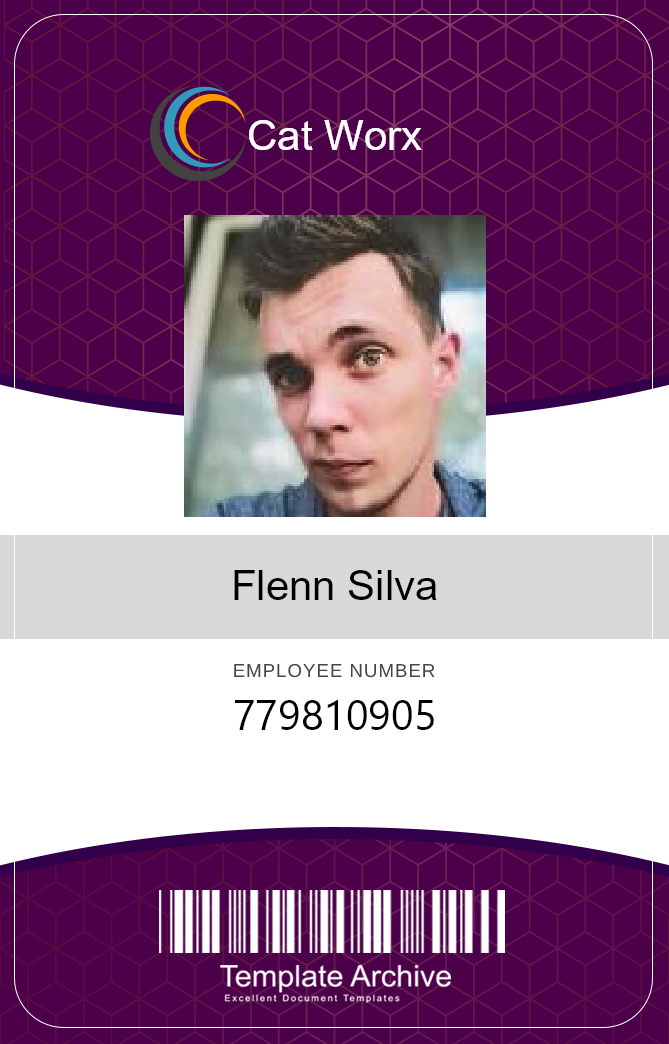 Cat Worx
Flenn Silva
EMPLOYEE NUMBER
779810905
Template Archive
Excellent Document Templates